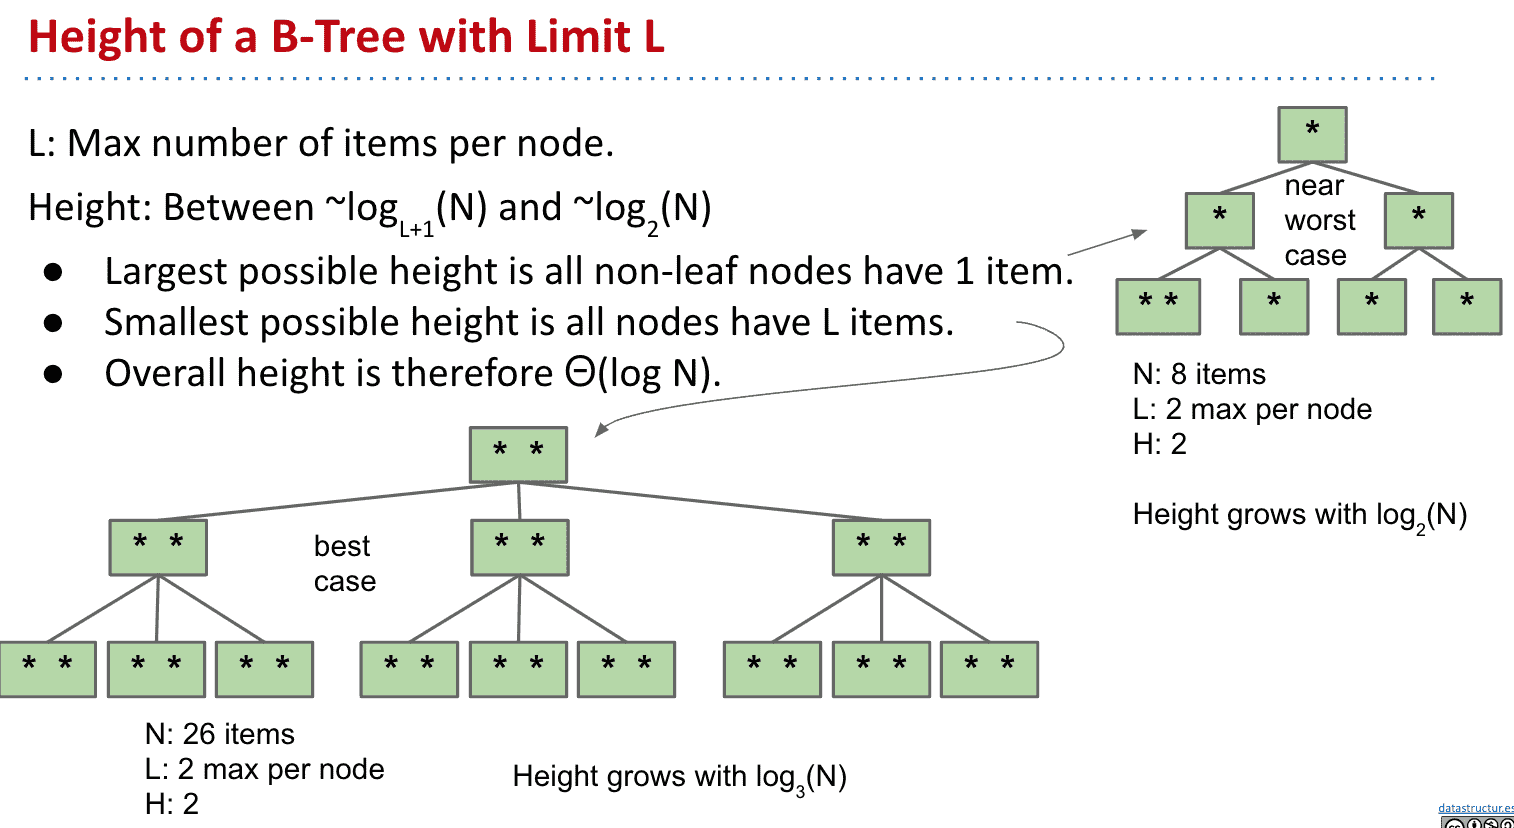 Height of a B-Tree with Limit L
L: Max number of items per node.
Height: Between ~log_L+1(N) and ~log_2(N)
● Largest possible height is all non-leaf nodes have 1 item.
● Smallest possible height is all nodes have L items.
● Overall height is therefore Θ(log N).
*
near
worst
case
* *
* * * * *
N: 8 items
L: 2 max per node
H: 2
Height grows with log_2(N)
* *
best
case
* * * * * *
* * * * * * * * * * * * * * * * * *
N: 26 items
L: 2 max per node
H: 2
Height grows with log_3(N)
datastructur.es